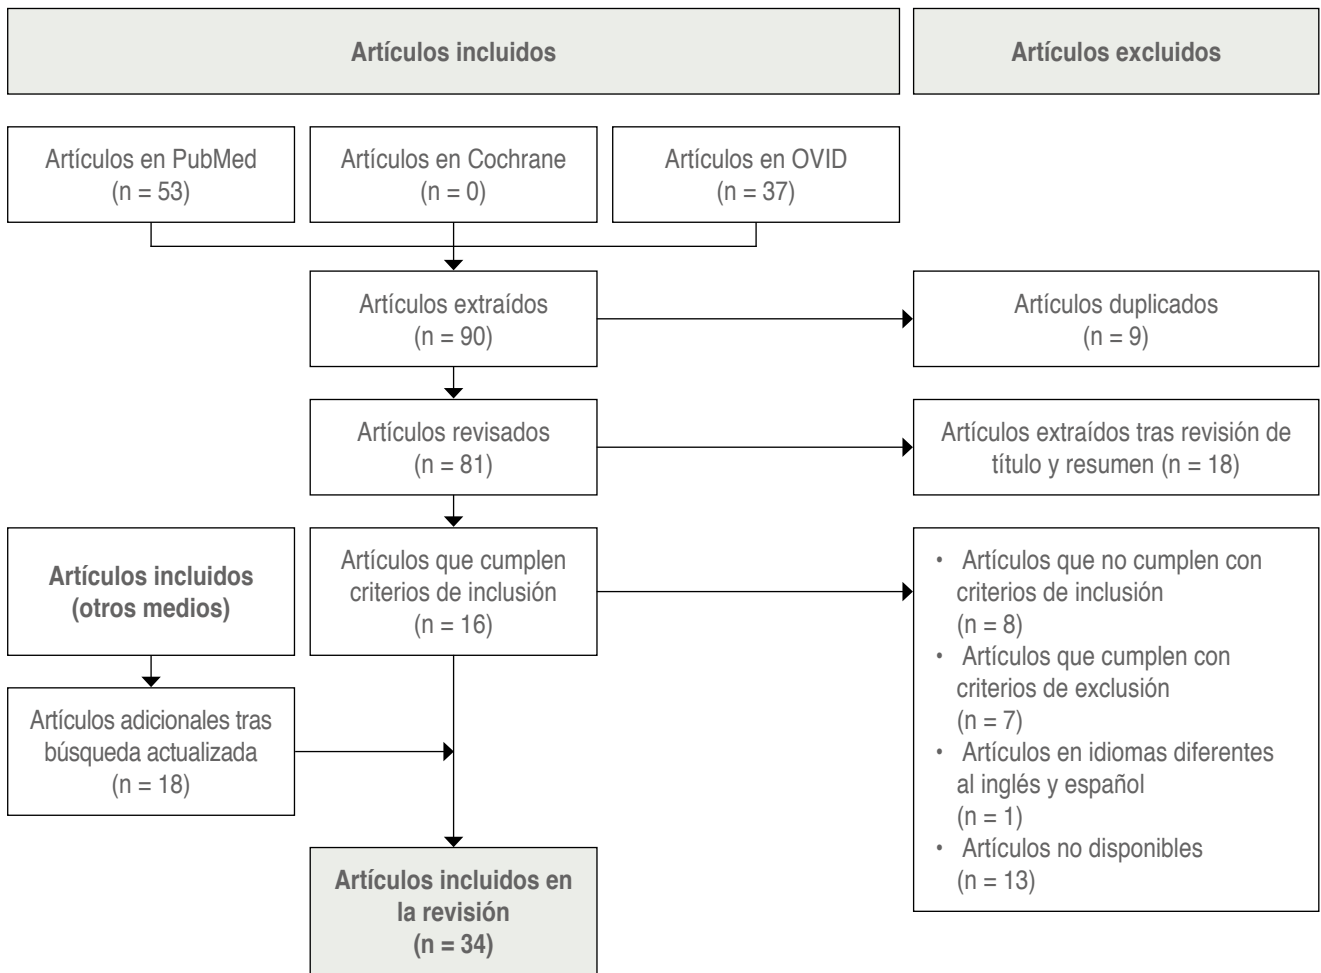 Artículos incluidos
Artículos excluidos
Artículos en PubMed
(n = 53)
Artículos en Cochrane
(n = 0)
Artículos en OVID
(n = 37)
Artículos extraídos
(n = 90)
Artículos duplicados
(n = 9)
Artículos revisados
(n = 81)
Artículos extraídos tras revisión de
título y resumen (n = 18)
Artículos incluidos
(otros medios)
Artículos que cumplen
criterios de inclusión
(n = 16)
• Artículos que no cumplen con
criterios de inclusión
(n = 8)
• Artículos que cumplen con
criterios de exclusión
(n = 7)
• Artículos en idiomas diferentes
al inglés y español
(n = 1)
• Artículos no disponibles
(n = 13)
Artículos adicionales tras
búsqueda actualizada
(n = 18)
Artículos incluidos en
la revisión
(n = 34)